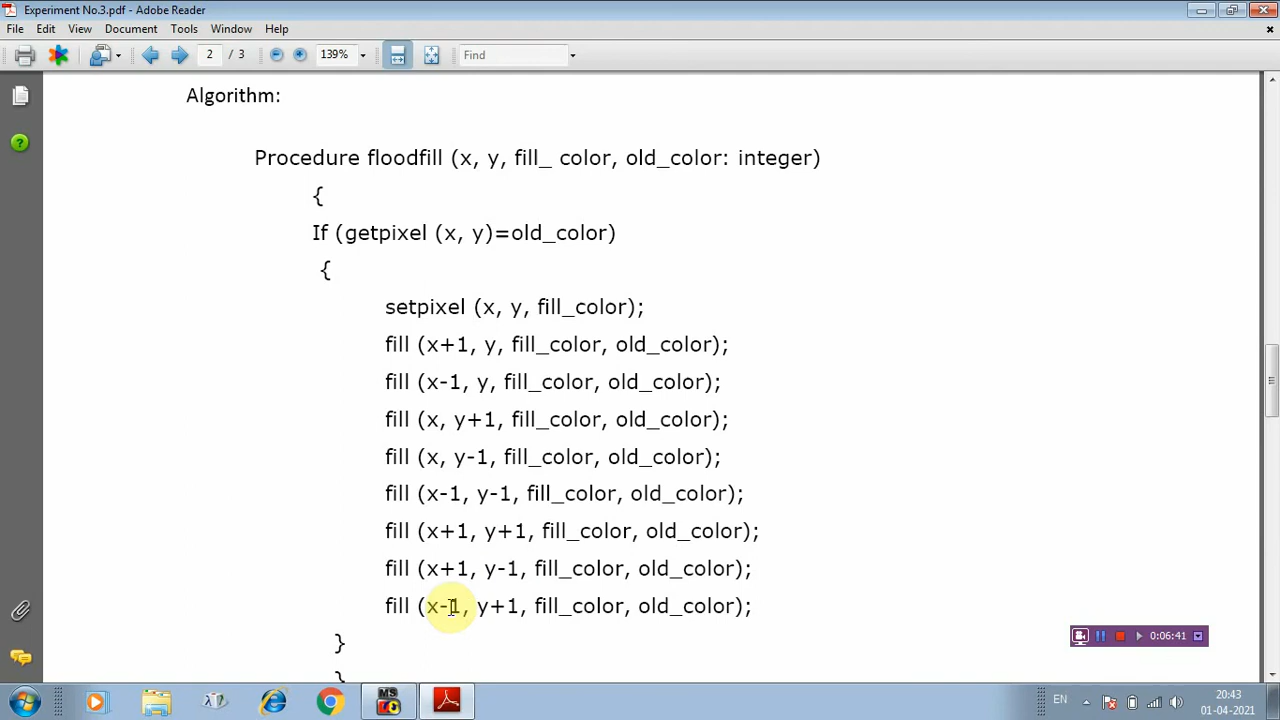 Experiment No.3.pdf - Adobe Reader
File Edit View Document Tools Window Help
2 / 3 139% Find
Algorithm:
Procedure floodfill (x, y, fill_ color, old_color: integer)
{
If (getpixel (x, y)=old_color)
{
setpixel (x, y, fill_color);
fill (x+1, y, fill_color, old_color);
fill (x-1, y, fill_color, old_color);
fill (x, y+1, fill_color, old_color);
fill (x, y-1, fill_color, old_color);
fill (x-1, y-1, fill_color, old_color);
fill (x+1, y+1, fill_color, old_color);
fill (x+1, y-1, fill_color, old_color);
fill (x-1, y+1, fill_color, old_color);
}
}
0:06:41
MS
EN
20:43
01-04-2021